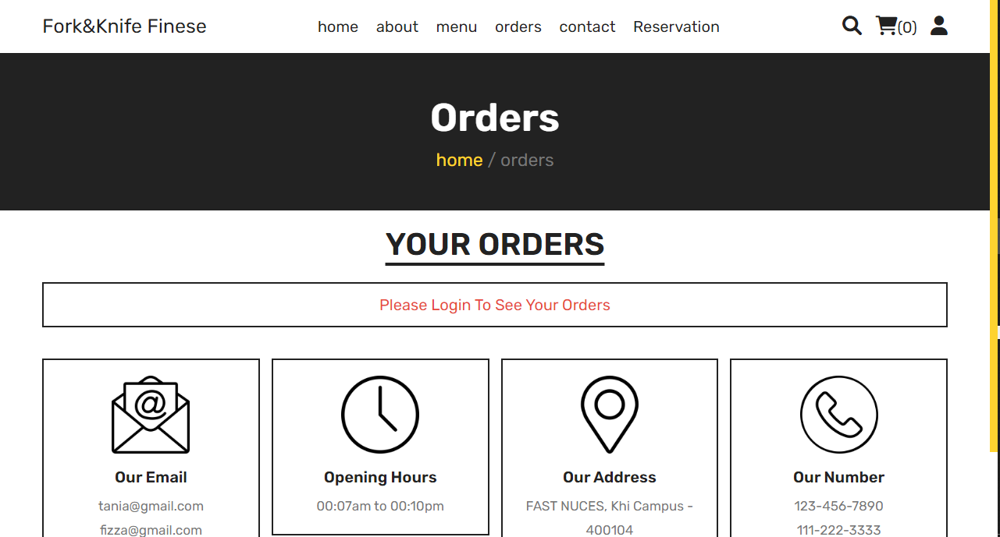 Fork&Knife Finese
home about menu orders contact Reservation
(0)
Orders
home / orders
YOUR ORDERS
Please Login To See Your Orders
@
Our Email
tania@gmail.com
fizza@gmail.com
Opening Hours
00:07am to 00:10pm
Our Address
FAST NUCES, Khi Campus -
400104
Our Number
123-456-7890
111-222-3333